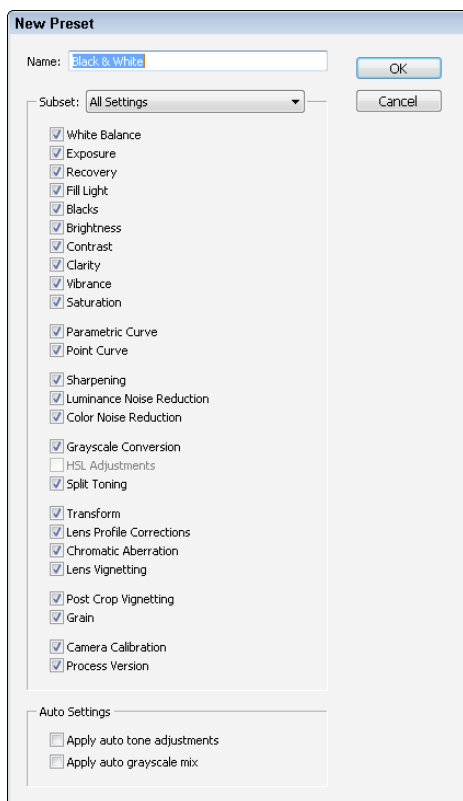 New Preset
Name: Black & White
OK
Subset: All Settings
Cancel
White Balance
Exposure
Recovery
Fill Light
Blacks
Brightness
Contrast
Clarity
Vibrance
Saturation
Parametric Curve
Point Curve
Sharpening
Luminance Noise Reduction
Color Noise Reduction
Grayscale Conversion
HSL Adjustments
Split Toning
Transform
Lens Profile Corrections
Chromatic Aberration
Lens Vignetting
Post Crop Vignetting
Grain
Camera Calibration
Process Version
Auto Settings
Apply auto tone adjustments
Apply auto grayscale mix